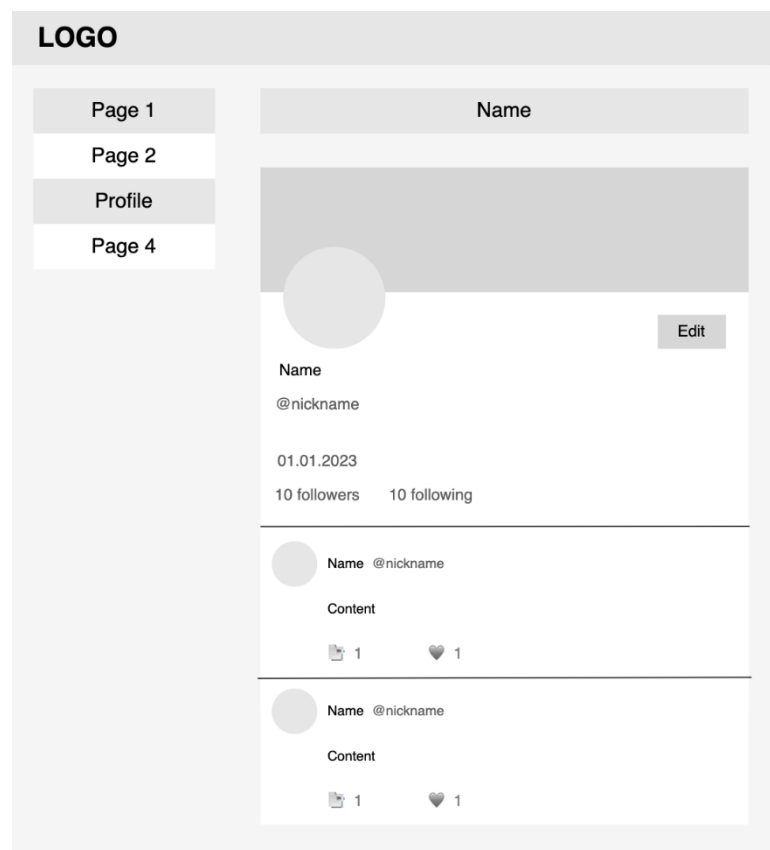 LOGO
Page 1
Page 2
Profile
Page 4
Name
Edit
Name
@nickname
01.01.2023
10 followers 10 following
Name @nickname
Content
1 1
Name @nickname
Content
1 1